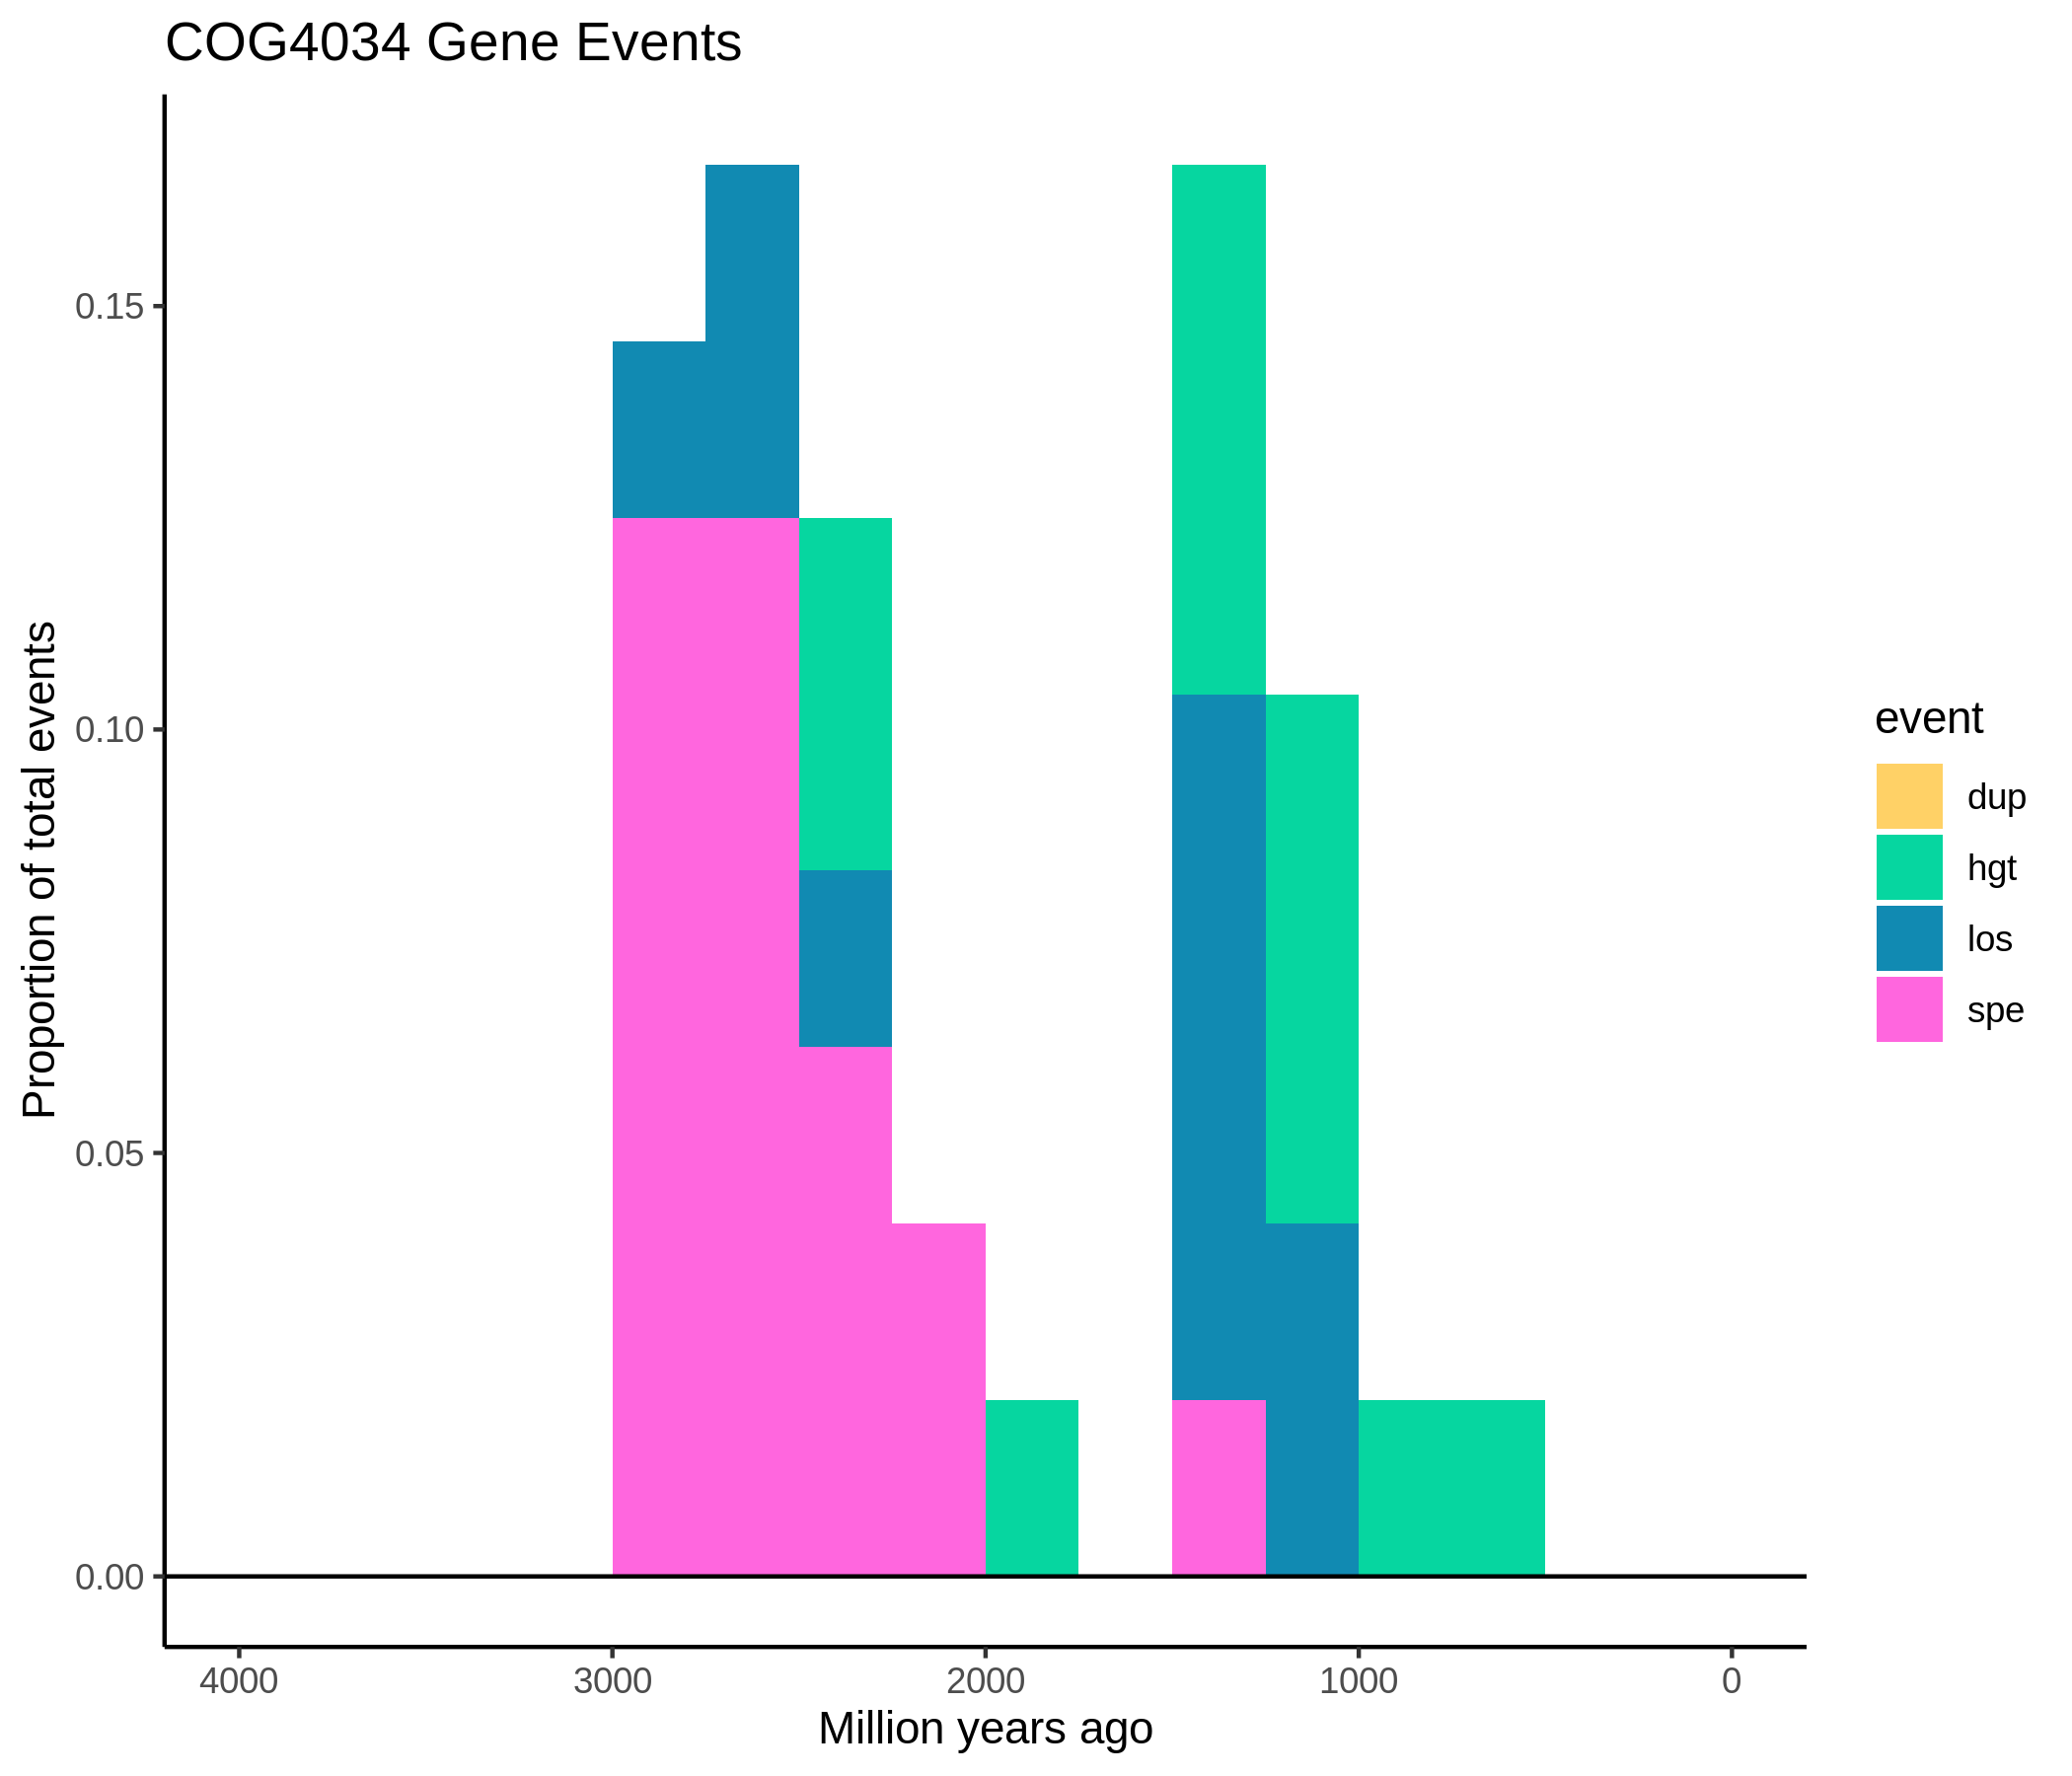 COG4034 Gene Events
Proportion of total events
0.15
0.10
0.05
0.00
4000 3000 2000 1000 0
Million years ago
event
dup
hgt
los
spe